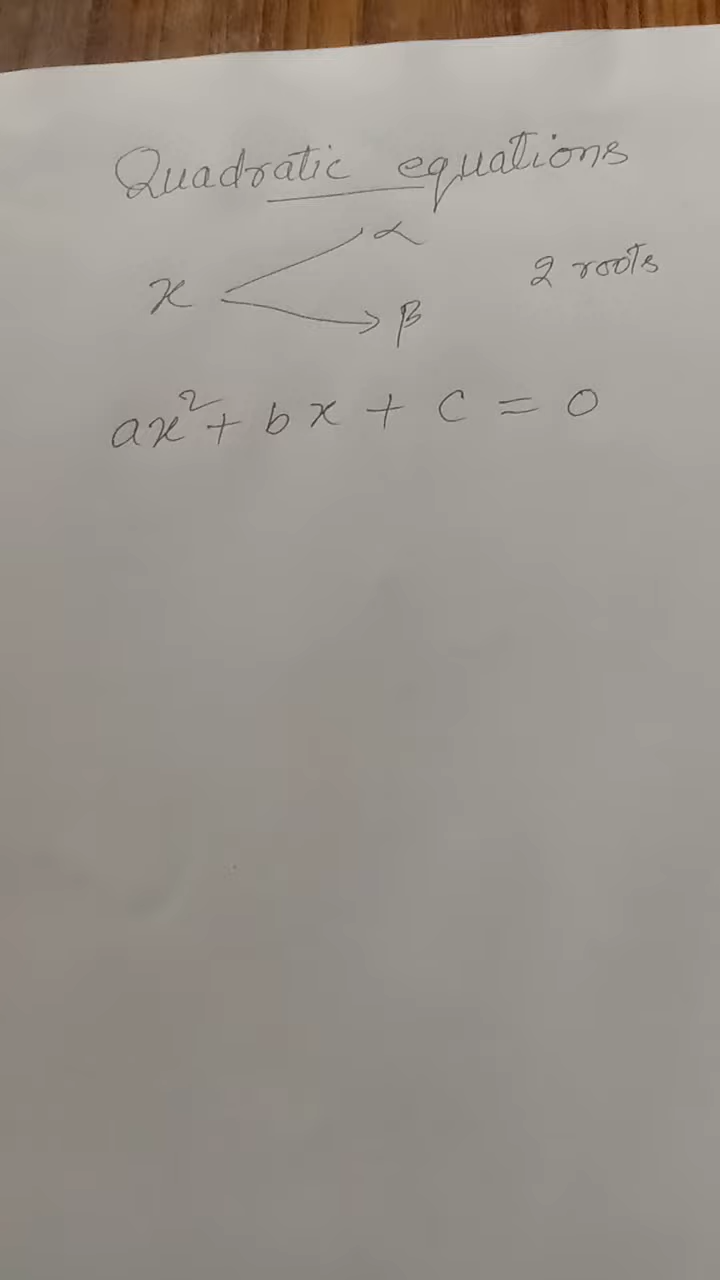 Quadratic equations
α
x 2 roots
β
ax²+ bx + c = 0